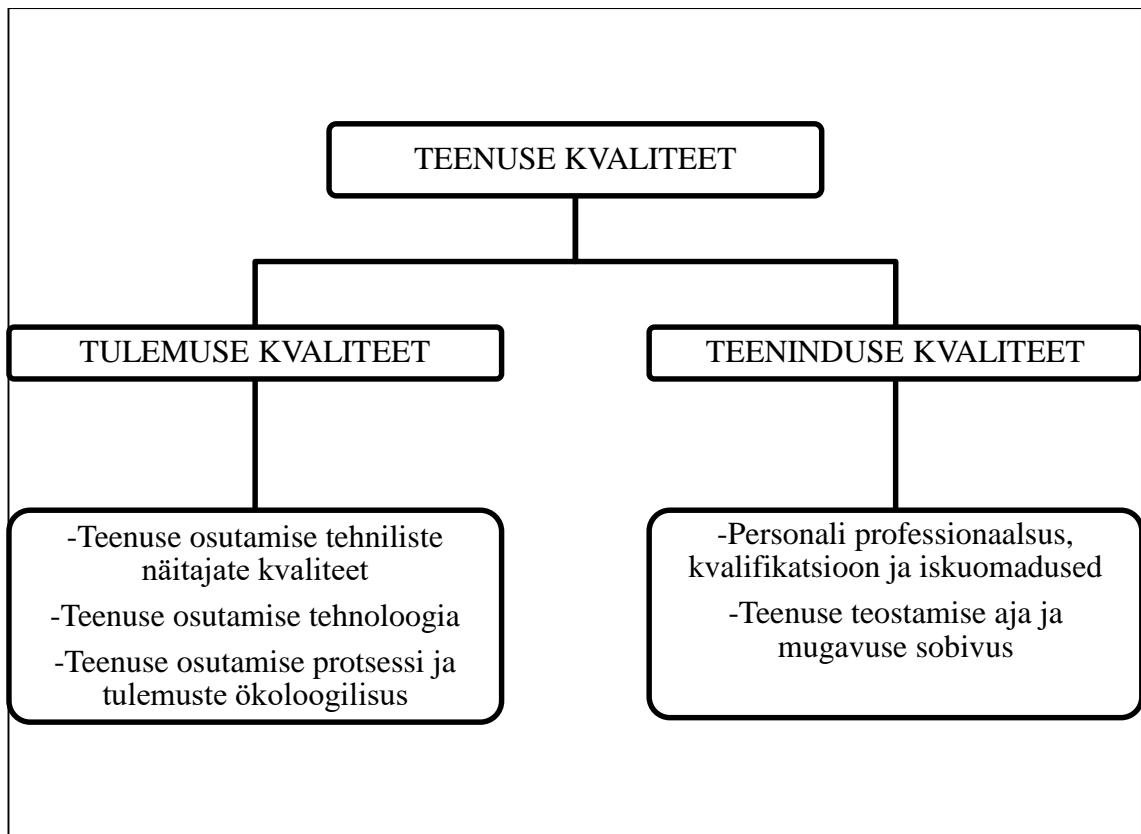 TEENUSE KVALITEET
TULEMUSE KVALITEET
TEENINDUSE KVALITEET
-Teenuse osutamise tehniliste
näitajate kvaliteet
-Teenuse osutamise tehnoloogia
-Teenuse osutamise protsessi ja
tulemuste ökoloogilisus
-Personali professionaalsus,
kvalifikatsioon ja iskuomadused
-Teenuse teostamise aja ja
mugavuse sobivus